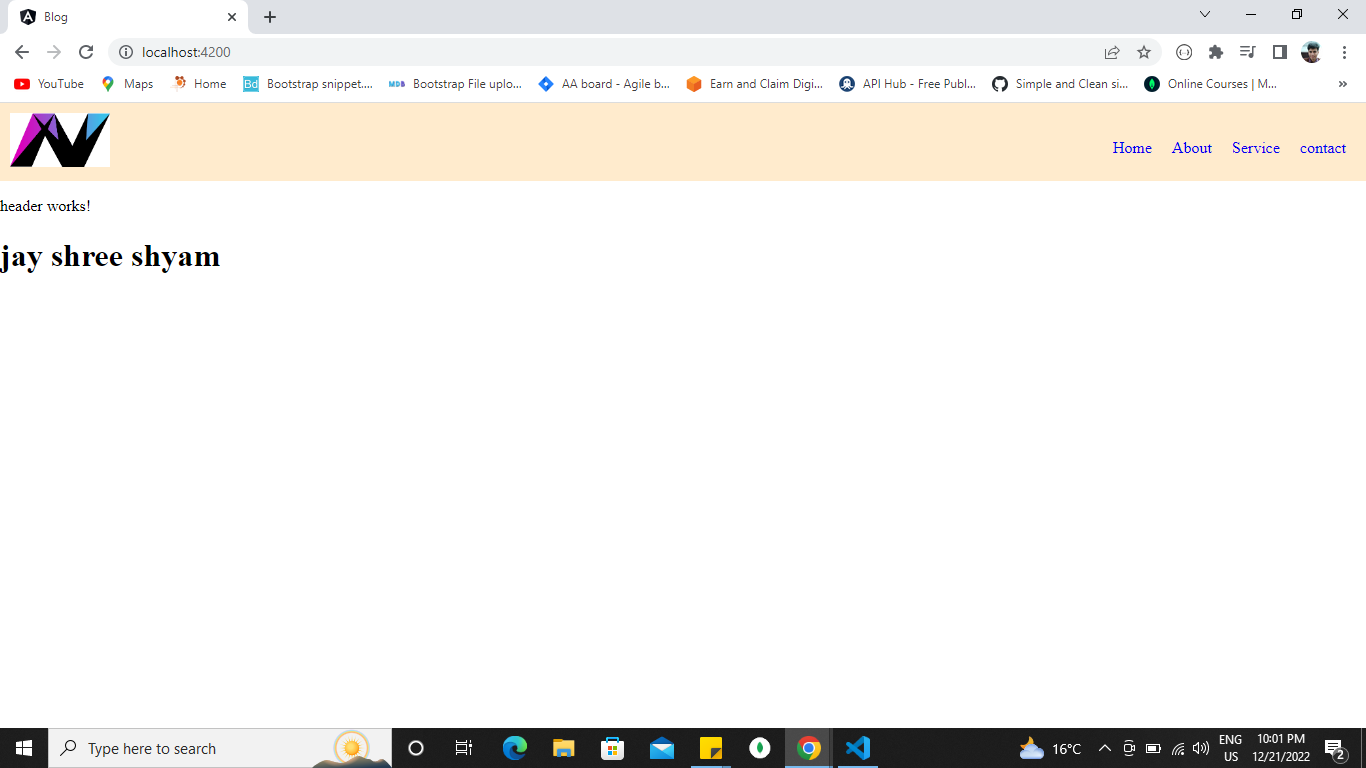 Blog
localhost:4200
YouTube Maps Home Bd Bootstrap snippet.... MDB Bootstrap File uplo... AA board - Agile b... Earn and Claim Digi... API Hub - Free Publ... Simple and Clean si... Online Courses | M... »
Home About Service contact
header works!
jay shree shyam
Type here to search 16°C ENG 10:01 PM
US 12/21/2022 2